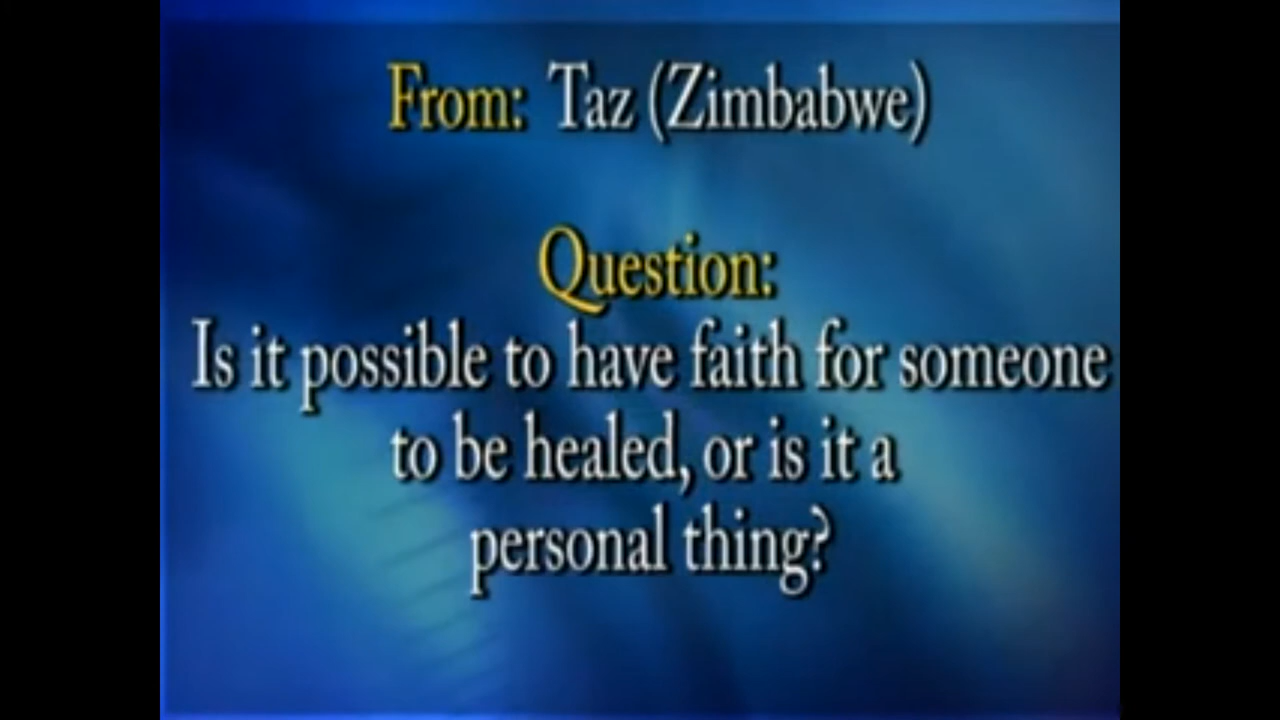 From: Taz (Zimbabwe)
Question:
Is it possible to have faith for someone
to be healed, or is it a
personal thing?